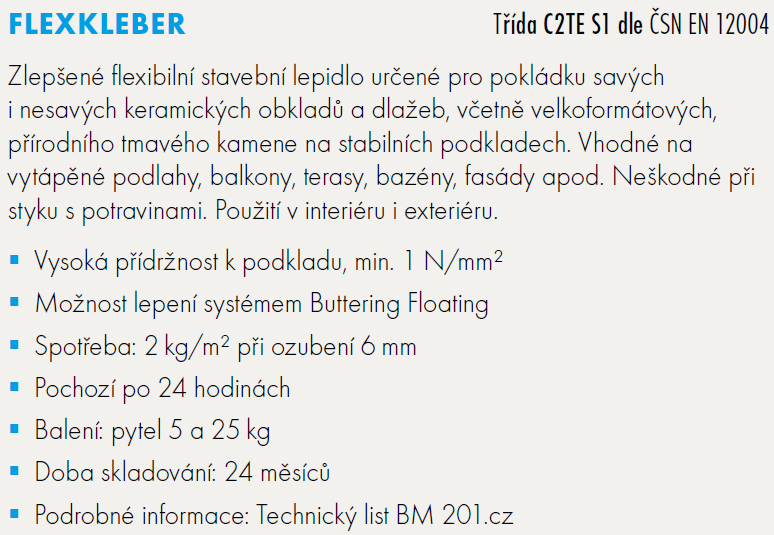 FLEXKLEBER Třída C2TE S1 dle ČSN EN 12004
Zlepšené flexibilní stavební lepidlo určené pro pokládku savých
i nesavých keramických obkladů a dlažeb, včetně velkoformátových,
přírodního tmavého kamene na stabilních podkladech. Vhodné na
vytápěné podlahy, balkony, terasy, bazény, fasády apod. Neškodné při
styku s potravinami. Použití v interiéru i exteriéru.
▪ Vysoká přídržnost k podkladu, min. 1 N/mm²
▪ Možnost lepení systémem Buttering Floating
▪ Spotřeba: 2 kg/m² při ozubení 6 mm
▪ Pochozí po 24 hodinách
▪ Balení: pytel 5 a 25 kg
▪ Doba skladování: 24 měsíců
▪ Podrobné informace: Technický list BM 201.cz